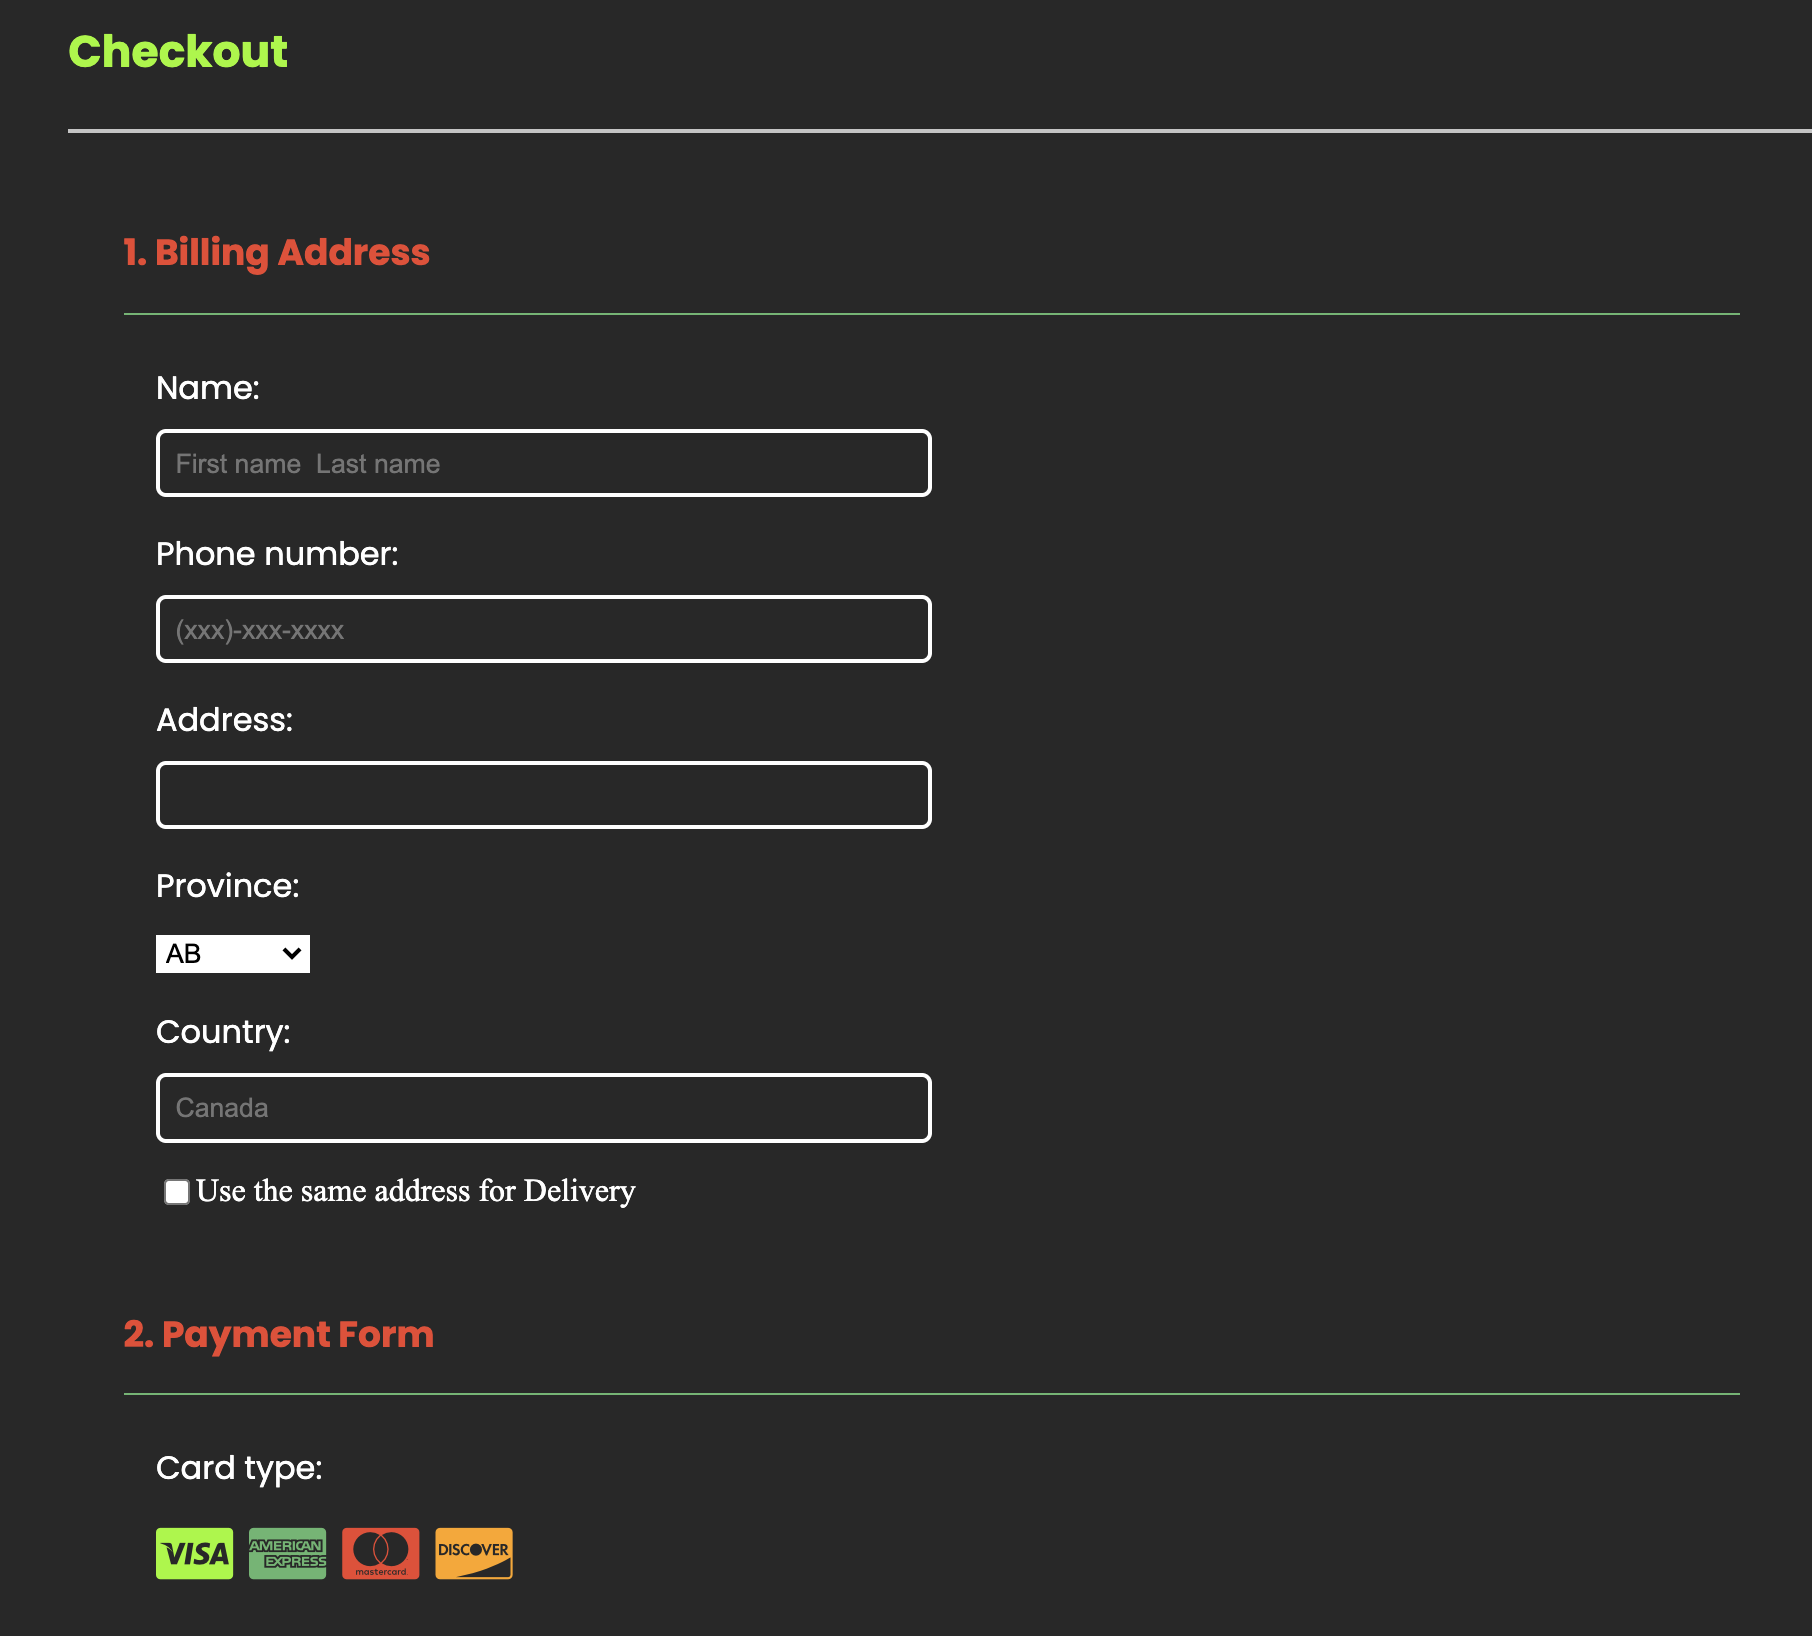 Checkout
1. Billing Address
Name:
First name  Last name
Phone number:
(xxx)-xxx-xxxx
Address:
Province:
AB
Country:
Canada
Use the same address for Delivery
2. Payment Form
Card type:
VISA
AMERICAN
EXPRESS
mastercard
DISCOVER